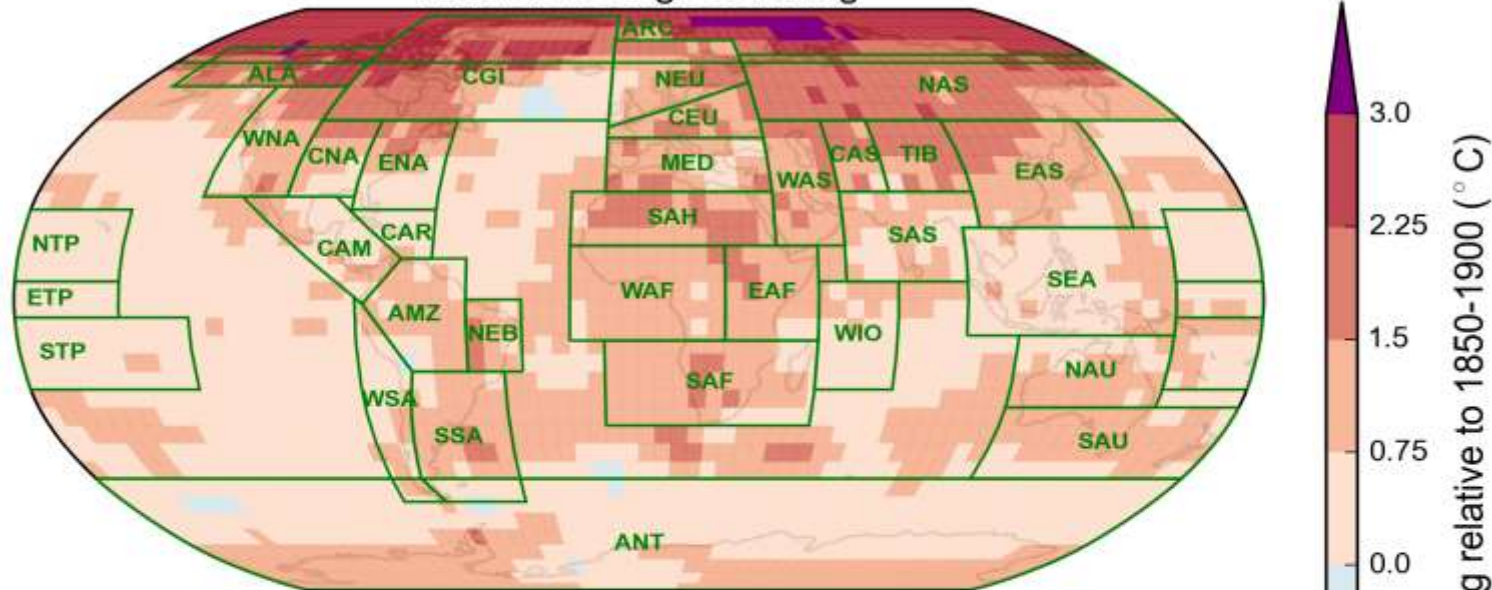 ARC
ALA
CGI
NEU
NAS
CEU
WNA
CNA
ENA
MED
WAS
CAS
TIB
EAS
SAH
CAR
CAM
SAS
NTP
SEA
ETP
WAF
EAF
AMZ
NEB
WIO
STP
NAU
SAF
WSA
SSA
SAU
ANT
3.0
2.25
1.5
0.75
0.0
g relative to 1850-1900 (°C)